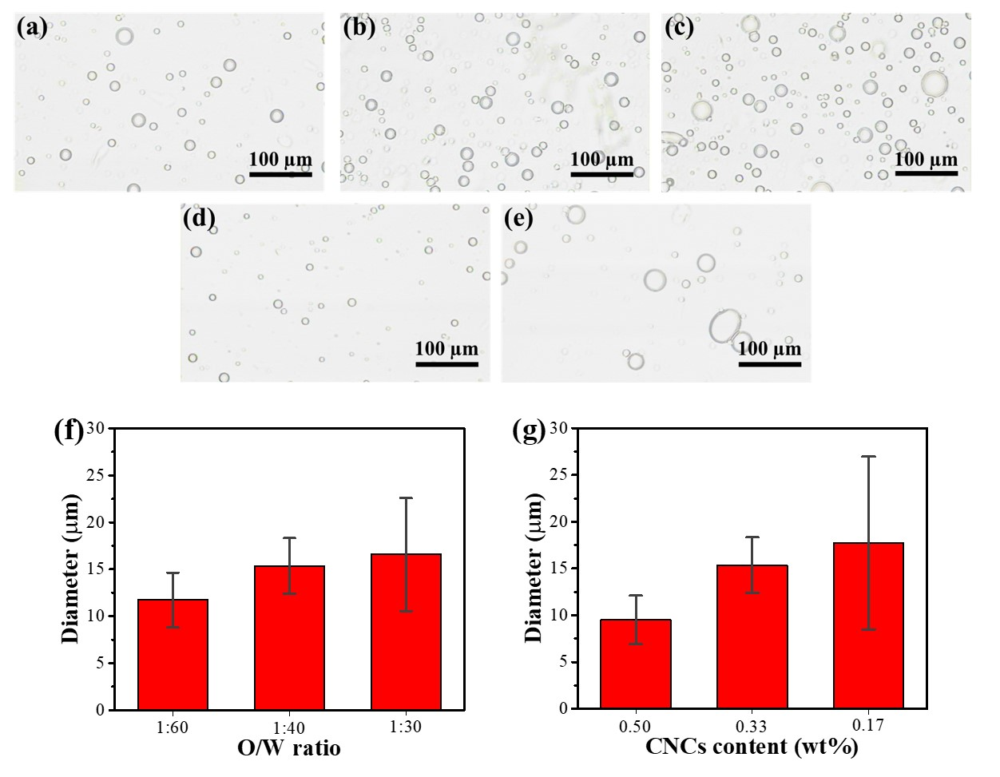 (a)
100 µm
(b)
100 µm
(c)
100 µm
(d)
100 µm
(e)
100 µm
(f)
30
25
20
15
10
5
0
Diameter (µm)
1:60 1:40 1:30
O/W ratio
(g)
30
25
20
15
10
5
0
Diameter (µm)
0.50 0.33 0.17
CNCs content (wt%)